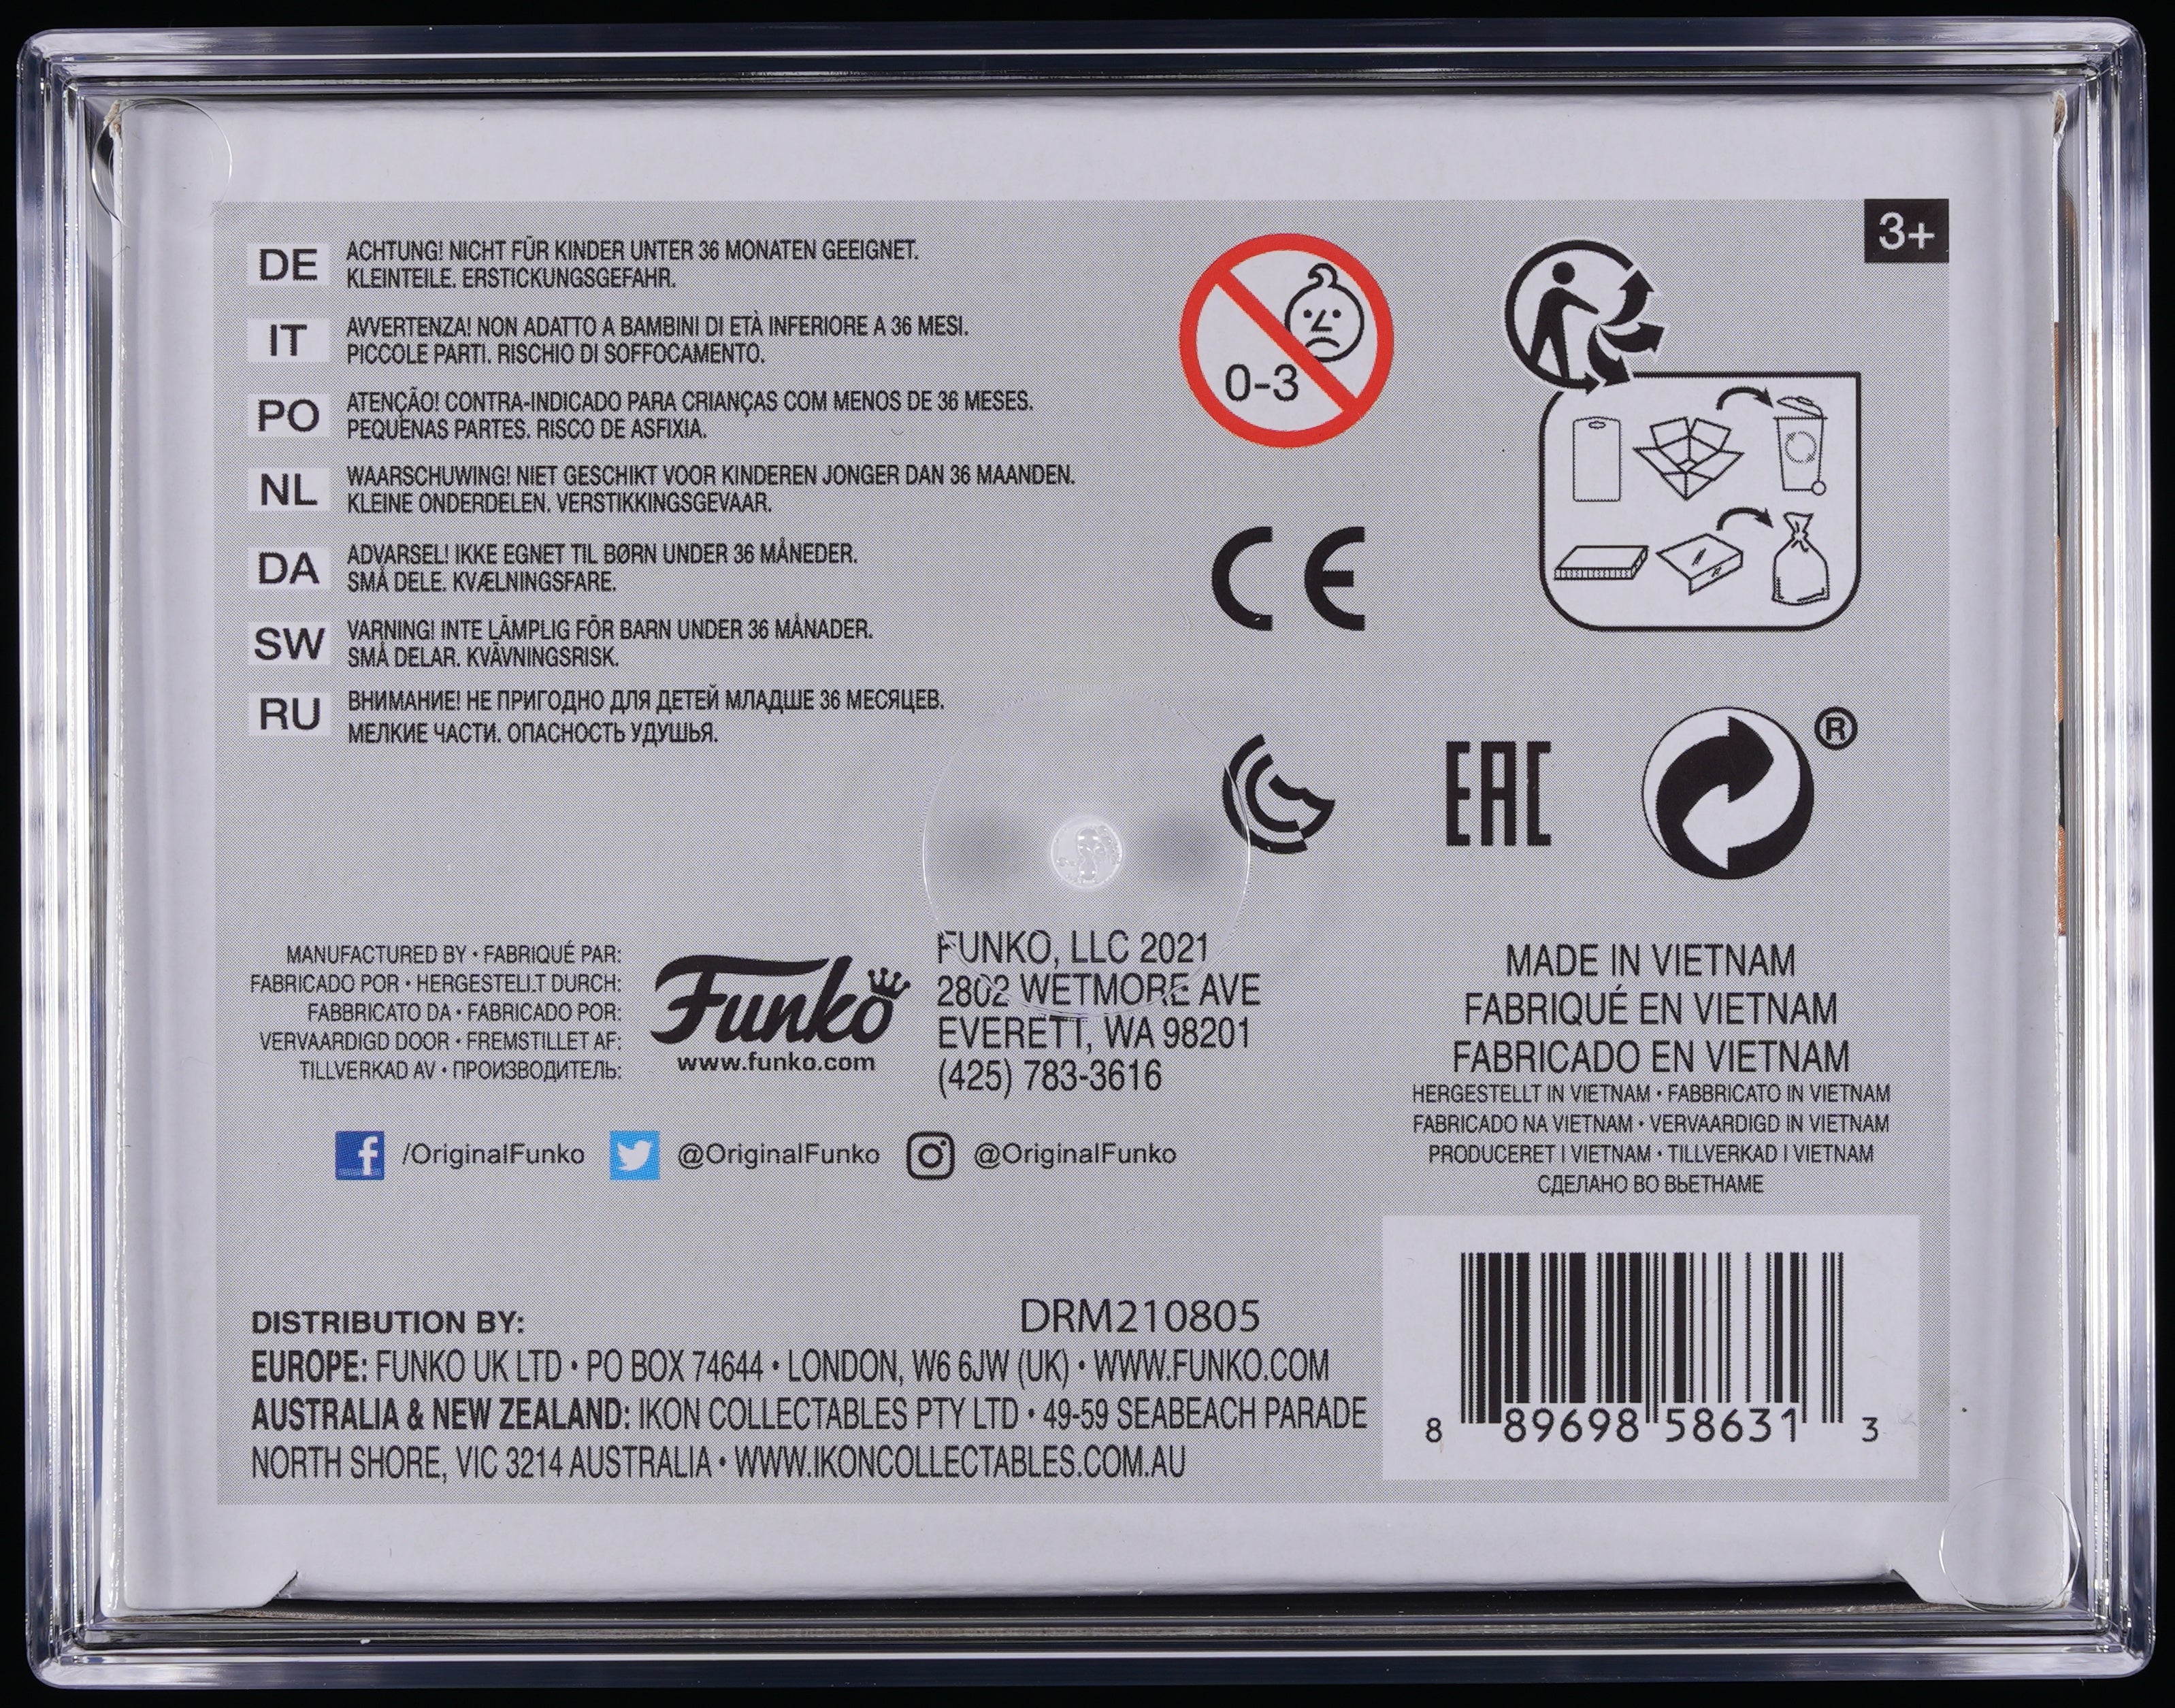 3+
DE
ACHTUNG! NICHT FÜR KINDER UNTER 36 MONATEN GEEIGNET.
KLEINTEILE. ERSTICKUNGSGEFAHR.
IT
AVVERTENZA! NON ADATTO A BAMBINI DI ETÀ INFERIORE A 36 MESI.
PICCOLE PARTI. RISCHIO DI SOFFOCAMENTO.
PO
ATENÇÃO! CONTRA-INDICADO PARA CRIANÇAS COM MENOS DE 36 MESES.
PEQUENAS PARTES. RISCO DE ASFIXIA.
NL
WAARSCHUWING! NIET GESCHIKT VOOR KINDEREN JONGER DAN 36 MAANDEN.
KLEINE ONDERDELEN. VERSTIKKINGSGEVAAR.
DA
ADVARSEL! IKKE EGNET TIL BØRN UNDER 36 MÅNEDER.
SMÅ DELE. KVÆLNINGSFARE.
SW
VARNING! INTE LÄMPLIG FÖR BARN UNDER 36 MÅNADER.
SMÅ DELAR. KVÄVNINGSRISK.
RU
ВНИМАНИЕ! НЕ ПРИГОДНО ДЛЯ ДЕТЕЙ МЛАДШЕ 36 МЕСЯЦЕВ.
МЕЛКИЕ ЧАСТИ. ОПАСНОСТЬ УДУШЬЯ.
0-3
CE
EAC
®
MANUFACTURED BY • FABRIQUÉ PAR:
FABRICADO POR • HERGESTELLT DURCH:
FABBRICATO DA • FABRICADO POR:
VERVAARDIGD DOOR • FREMSTILLET AF:
TILLVERKAD AV • ПРОИЗВОДИТЕЛЬ:
Funko
www.funko.com
FUNKO, LLC 2021
2802 WETMORE AVE
EVERETT, WA 98201
(425) 783-3616
MADE IN VIETNAM
FABRIQUÉ EN VIETNAM
FABRICADO EN VIETNAM
HERGESTELLT IN VIETNAM • FABBRICATO IN VIETNAM
FABRICADO NA VIETNAM • VERVAARDIGD IN VIETNAM
PRODUCERET I VIETNAM • TILLVERKAD I VIETNAM
СДЕЛАНО ВО ВЬЕТНАМЕ
/OriginalFunko @OriginalFunko @OriginalFunko
DISTRIBUTION BY:
DRM210805
EUROPE: FUNKO UK LTD • PO BOX 74644 • LONDON, W6 6JW (UK) • WWW.FUNKO.COM
AUSTRALIA & NEW ZEALAND: IKON COLLECTABLES PTY LTD • 49-59 SEABEACH PARADE
NORTH SHORE, VIC 3214 AUSTRALIA • WWW.IKONCOLLECTABLES.COM.AU
8 89698 58631 3